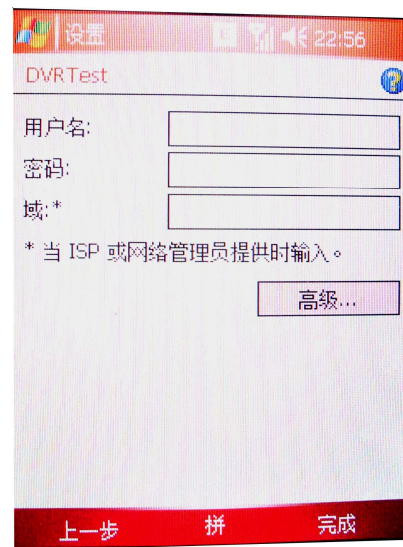 设置 22:56
DVRTest
用户名:
密码:
域:*
* 当 ISP 或网络管理员提供时输入。
高级...
上一步 拼 完成